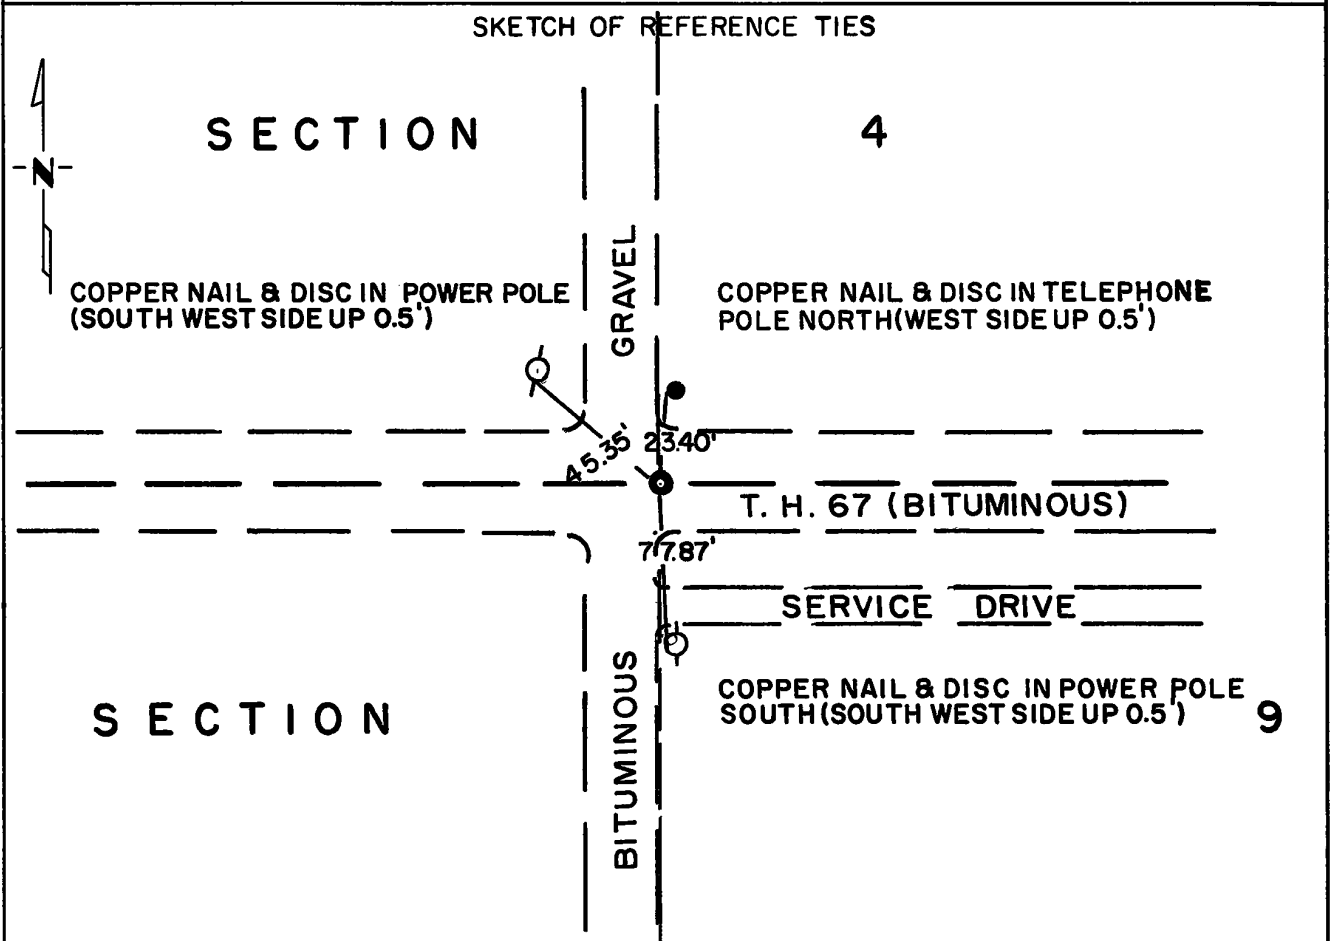 SKETCH OF REFERENCE TIES
SECTION 4
N
GRAVEL
COPPER NAIL & DISC IN POWER POLE
(SOUTH WEST SIDE UP 0.5')
COPPER NAIL & DISC IN TELEPHONE
POLE NORTH (WEST SIDE UP 0.5')
45.35'
23.40'
T. H. 67 (BITUMINOUS)
77.87'
SERVICE DRIVE
BITUMINOUS
COPPER NAIL & DISC IN POWER POLE
SOUTH (SOUTH WEST SIDE UP 0.5')
SECTION 9